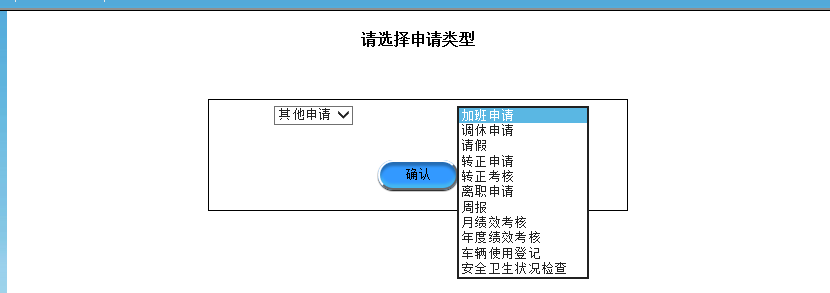 请选择申请类型
其他申请
加班申请
调休申请
请假
转正申请
转正考核
离职申请
周报
月绩效考核
年度绩效考核
车辆使用登记
安全卫生状况检查
确认